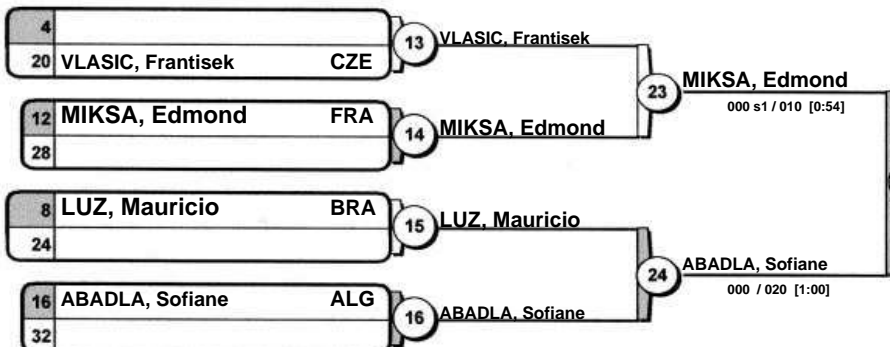 4
20 VLASIC, Frantisek CZE
13
VLASIC, Frantisek
12 MIKSA, Edmond FRA
28
14
MIKSA, Edmond
23
MIKSA, Edmond
000 s1 / 010 [0:54]
8 LUZ, Mauricio BRA
24
15
LUZ, Mauricio
16 ABADLA, Sofiane ALG
32
16
ABADLA, Sofiane
24
ABADLA, Sofiane
000 / 020 [1:00]